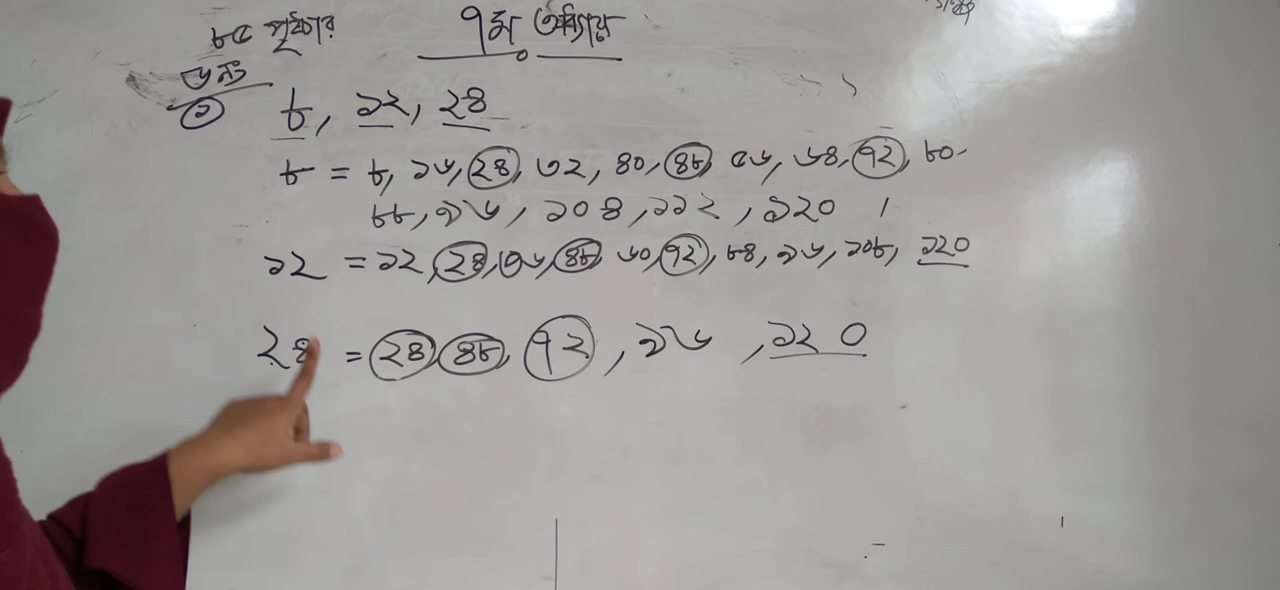 ৮৫ পৃষ্ঠার
৭ম অধ্যায়
৩ নং
১ ৮, ১২, ২৪
৮ = ৮, ১৬, ২৪, ৩২, ৪০, ৪৮, ৫৬, ৬৪, ৭২, ৮০
৮৮, ৯৬, ১০৪, ১১২, ১২০ ।
১২ = ১২, ২৪, ৩৬, ৪৮, ৬০, ৭২, ৮৪, ৯৬, ১০৮, ১২০
২৪ = ২৪, ৪৮, ৭২, ৯৬, ১২০